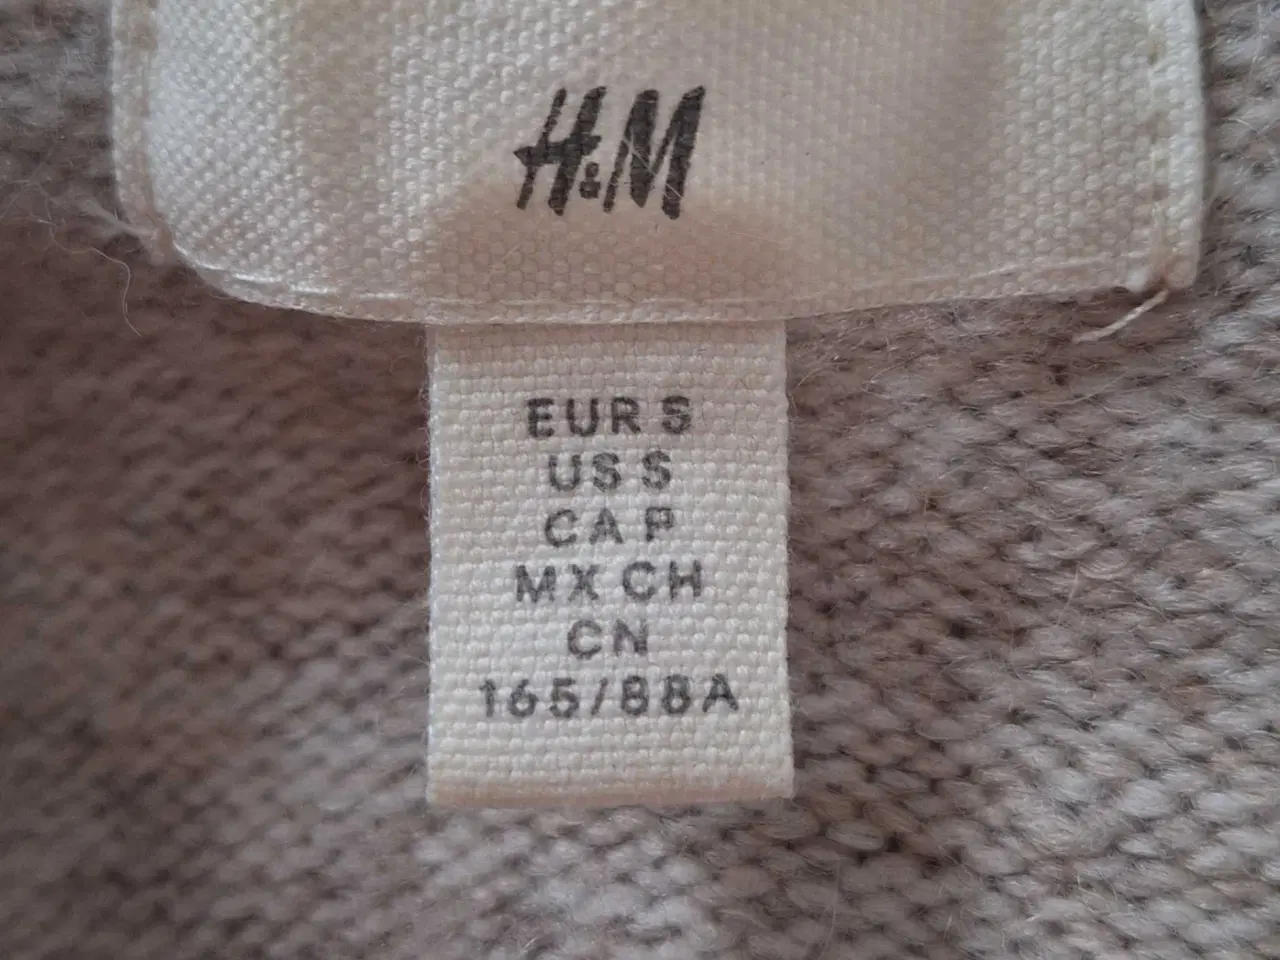 H&M
EUR S
US S
CA P
MX CH
CN
165/88A